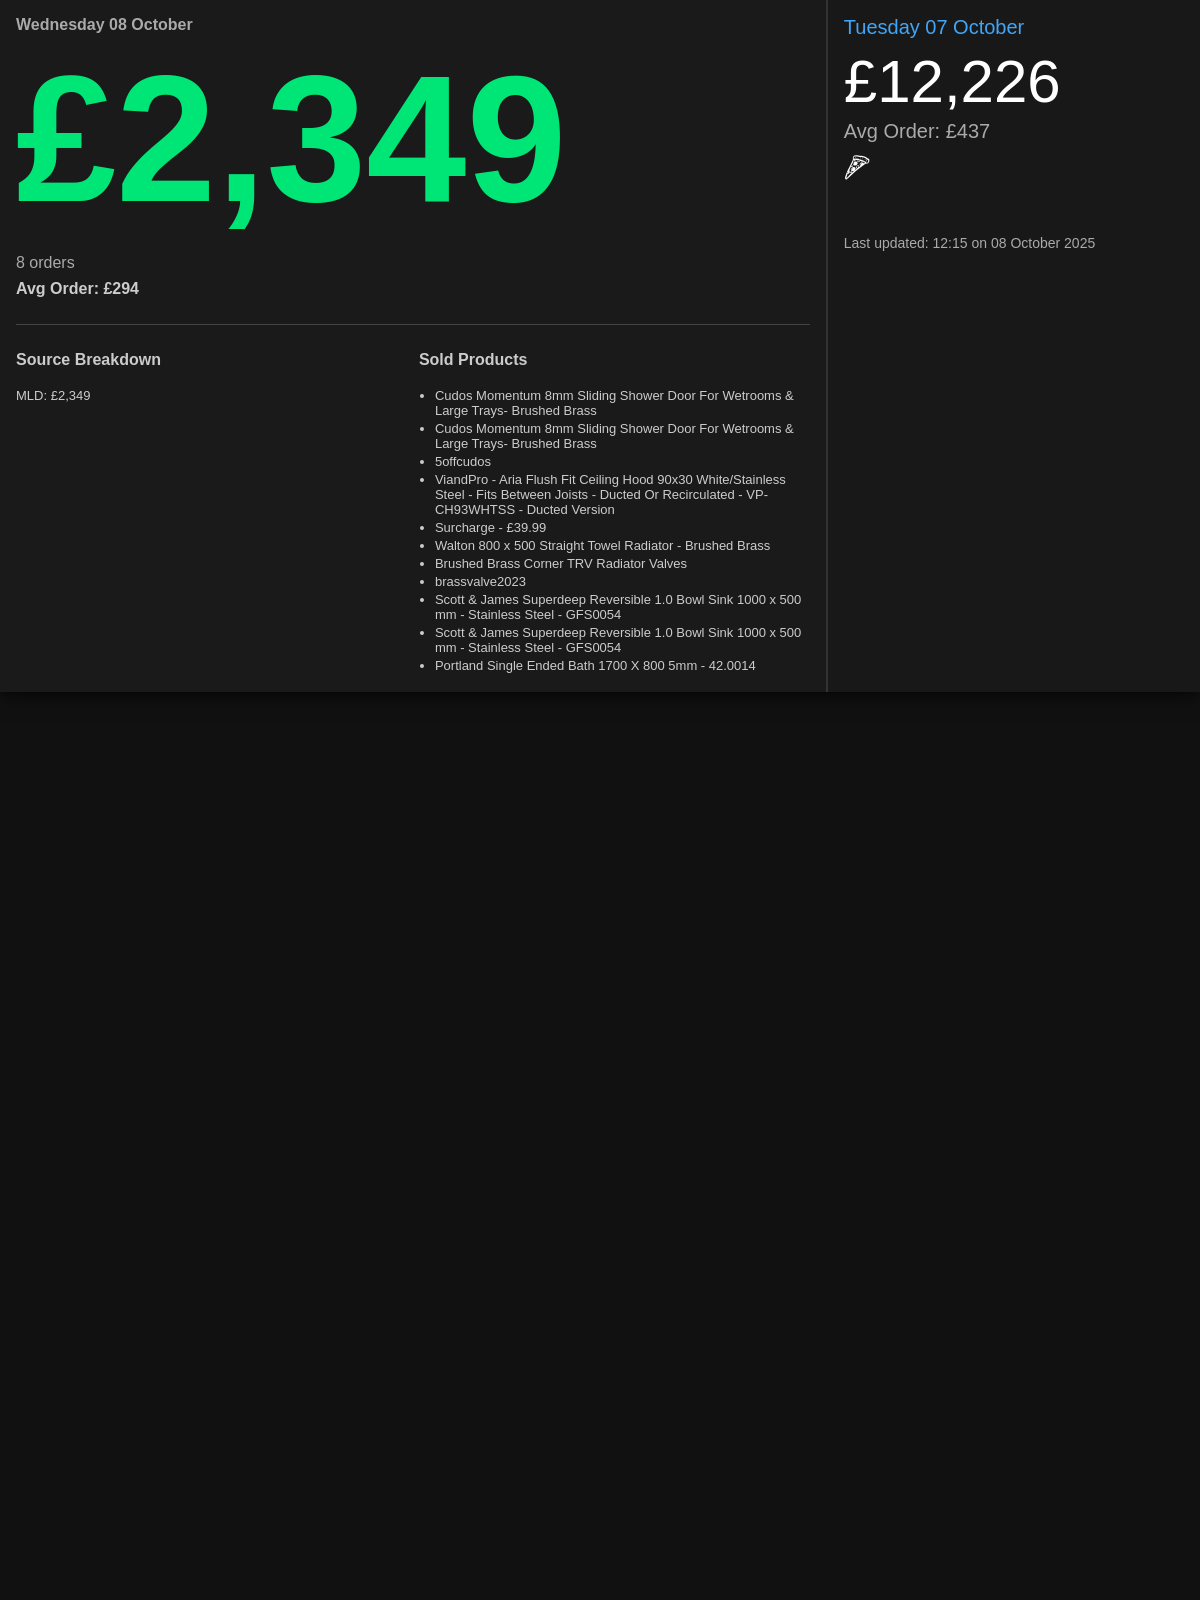 Wednesday 08 October
£2,349
8 orders
Avg Order: £294
Source Breakdown
MLD: £2,349
Sold Products
• Cudos Momentum 8mm Sliding Shower Door For Wetrooms &
Large Trays- Brushed Brass
• Cudos Momentum 8mm Sliding Shower Door For Wetrooms &
Large Trays- Brushed Brass
• 5offcudos
• ViandPro - Aria Flush Fit Ceiling Hood 90x30 White/Stainless
Steel - Fits Between Joists - Ducted Or Recirculated - VP-
CH93WHTSS - Ducted Version
• Surcharge - £39.99
• Walton 800 x 500 Straight Towel Radiator - Brushed Brass
• Brushed Brass Corner TRV Radiator Valves
• brassvalve2023
• Scott & James Superdeep Reversible 1.0 Bowl Sink 1000 x 500
mm - Stainless Steel - GFS0054
• Scott & James Superdeep Reversible 1.0 Bowl Sink 1000 x 500
mm - Stainless Steel - GFS0054
• Portland Single Ended Bath 1700 X 800 5mm - 42.0014
Tuesday 07 October
£12,226
Avg Order: £437
Last updated: 12:15 on 08 October 2025